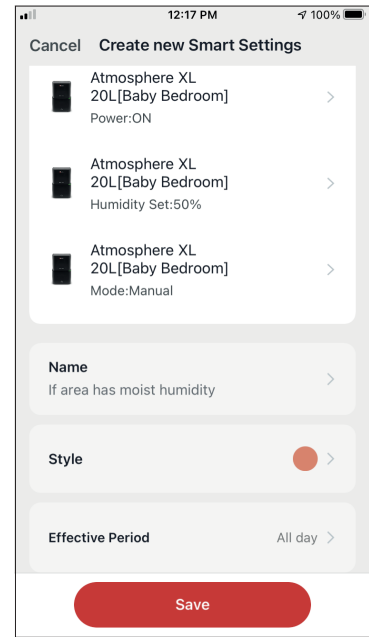 12:17 PM
100%
Cancel Create new Smart Settings
Atmosphere XL
20L[Baby Bedroom]
Power:ON
Atmosphere XL
20L[Baby Bedroom]
Humidity Set:50%
Atmosphere XL
20L[Baby Bedroom]
Mode:Manual
Name
If area has moist humidity
Style
Effective Period All day
Save